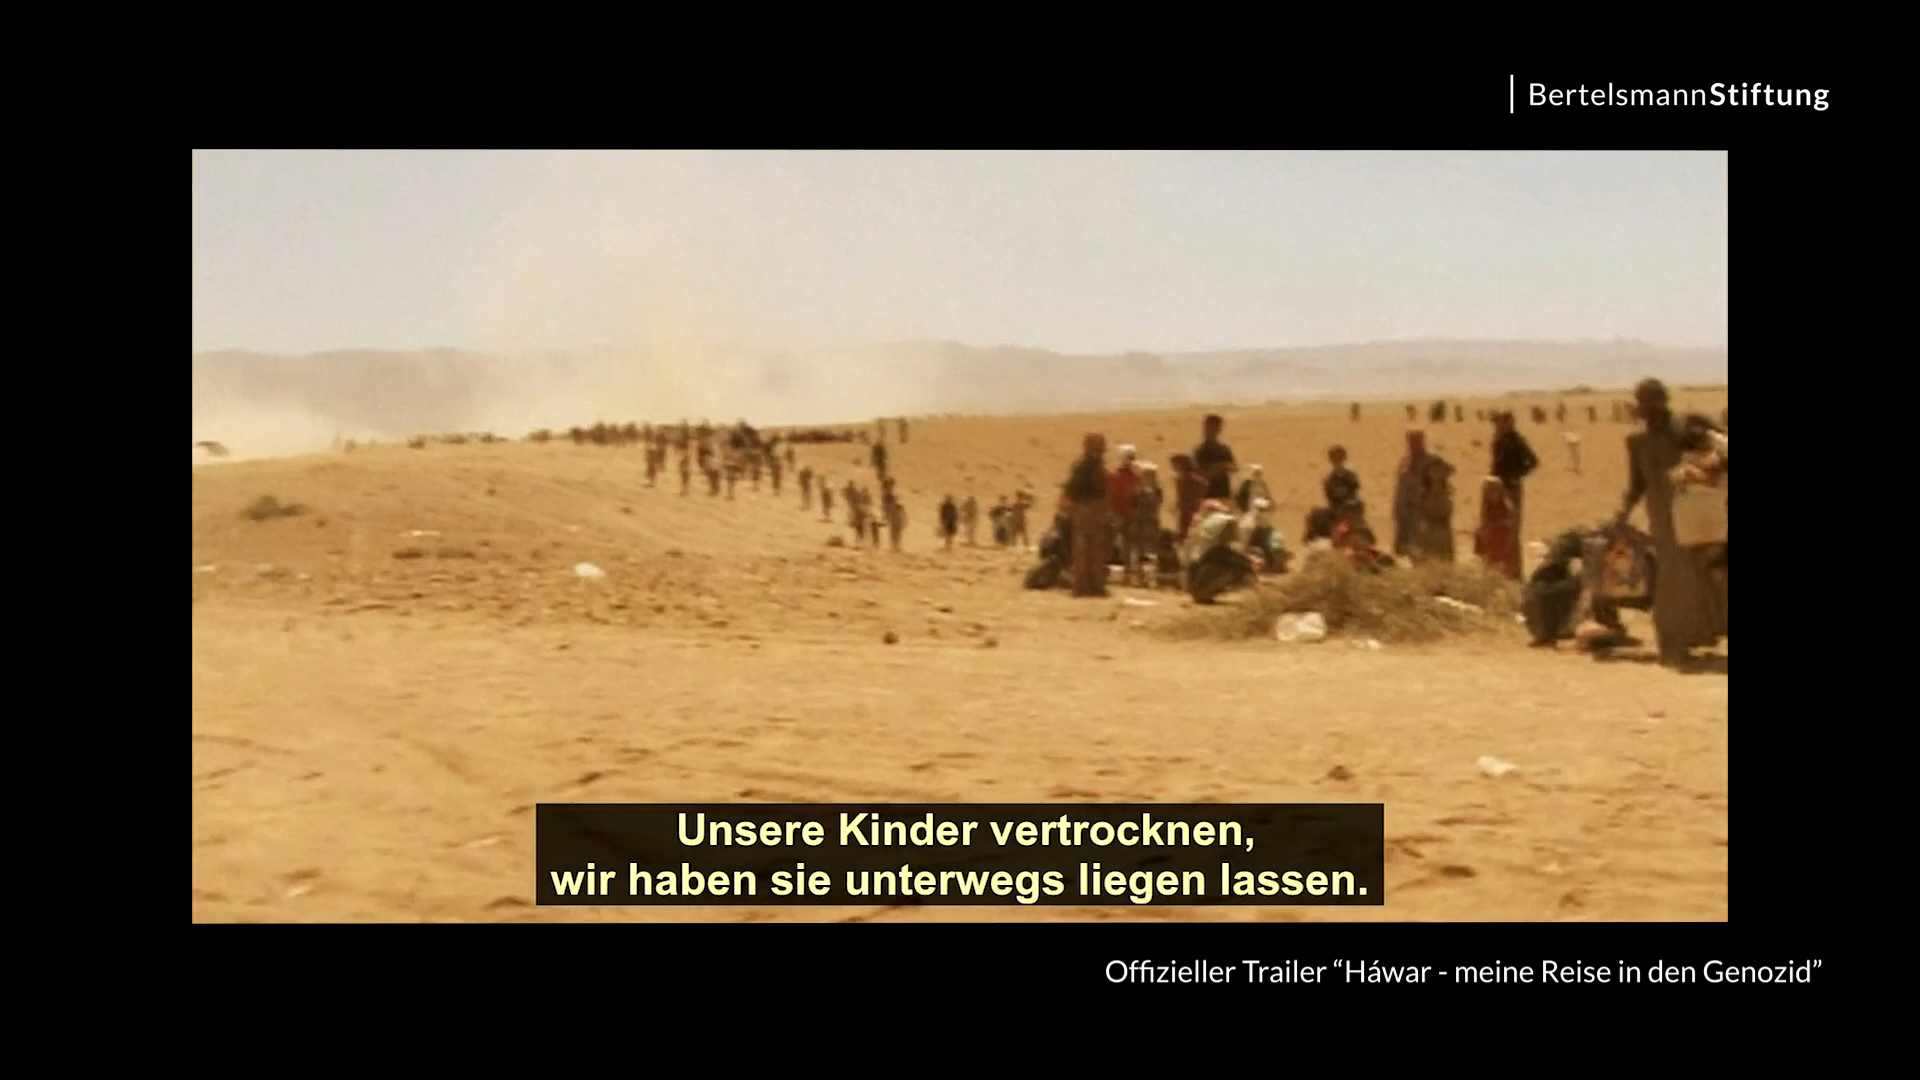 BertelsmannStiftung
Unsere Kinder vertrocknen,
wir haben sie unterwegs liegen lassen.
Offizieller Trailer “Háwar - meine Reise in den Genozid”